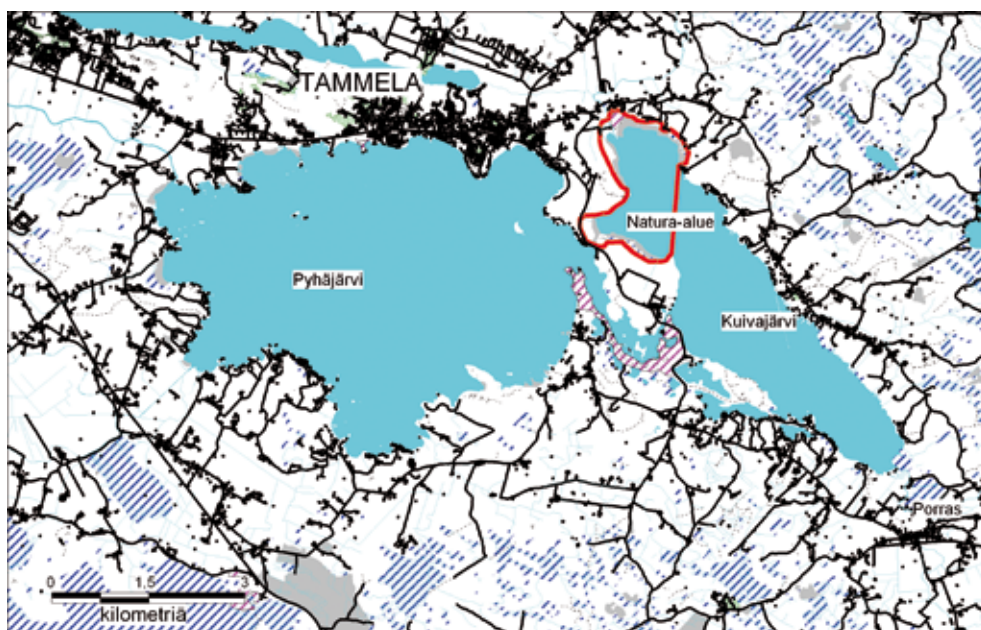 TAMMELA
Natura-alue
Pyhäjärvi
Kuivajärvi
Porras
0 1.5 3
kilometriä